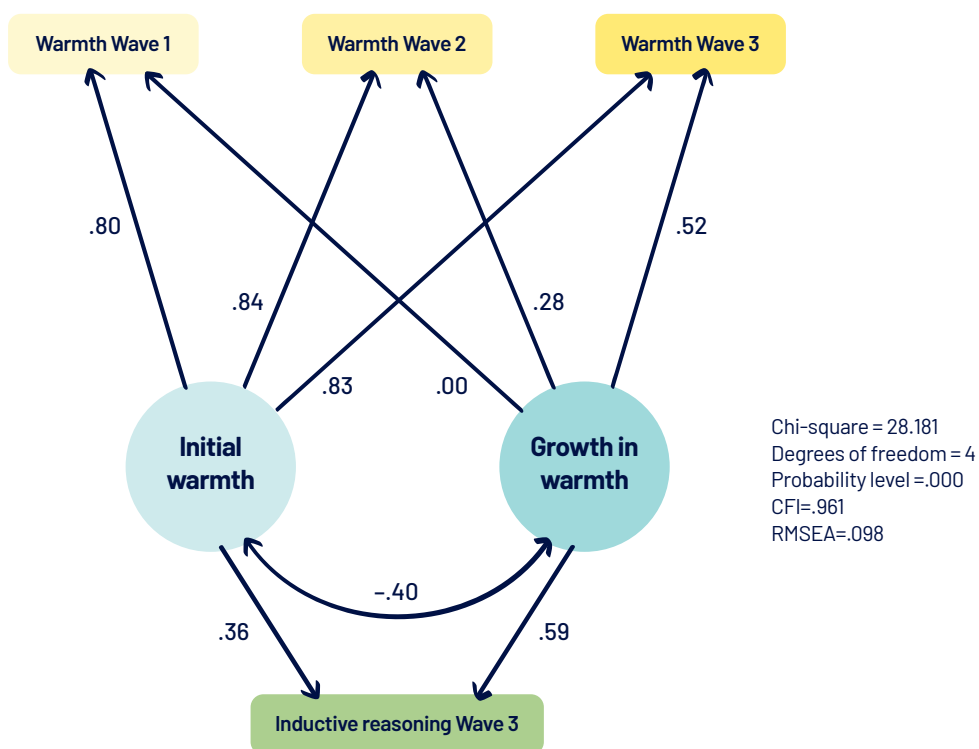 Warmth Wave 1
Warmth Wave 2
Warmth Wave 3
.80
.52
.84
.28
.83
.00
Initial
warmth
Growth in
warmth
Chi-square = 28.181
Degrees of freedom = 4
Probability level =.000
CFI=.961
RMSEA=.098
–.40
.36
.59
Inductive reasoning Wave 3